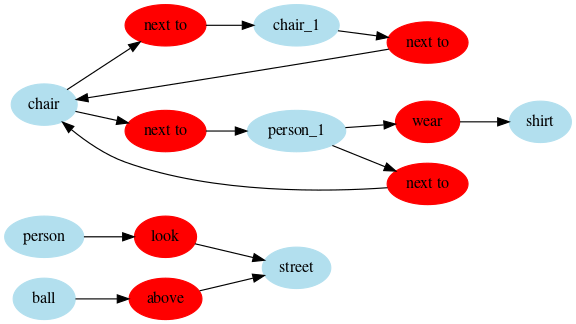 next to
chair_1
next to
chair
next to
person_1
wear
shirt
next to
person
look
street
ball
above